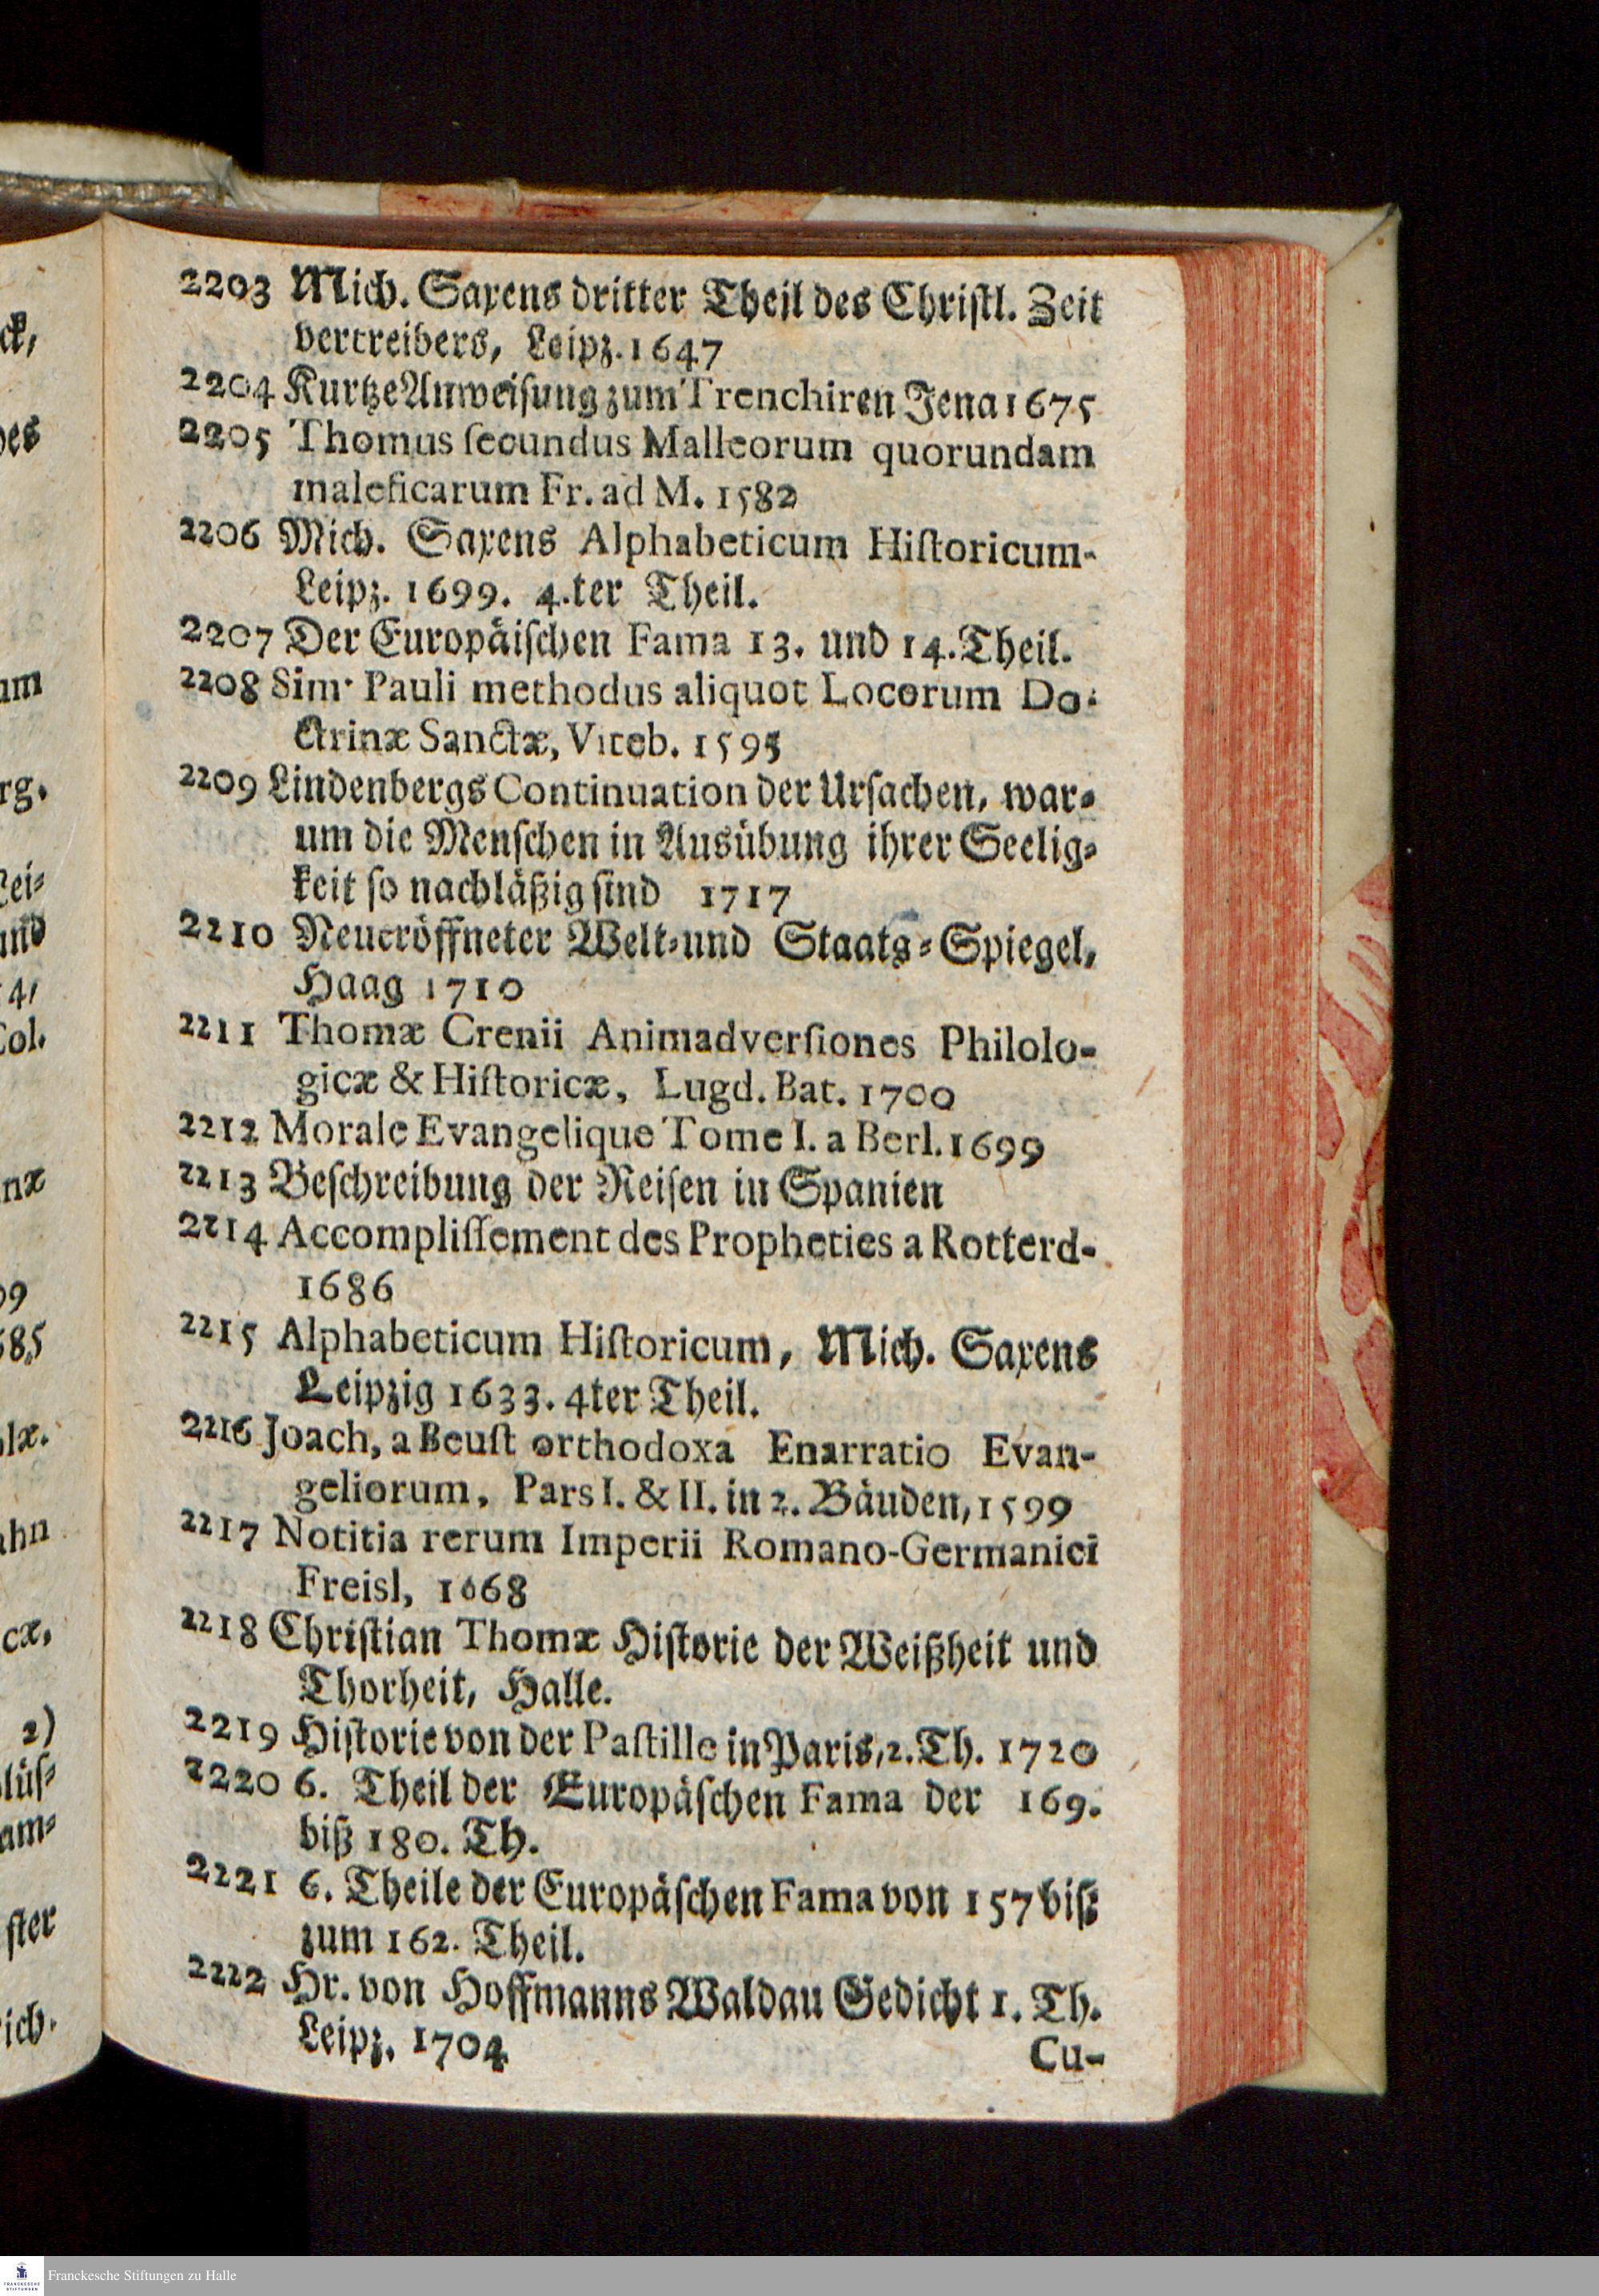 2203 Mich. Saxens dritter Theil des Christl. Zeit
vertreibers, Leipz. 1647
2204 Kurtze Anweisung zum Trenchiren Jena 1675
2205 Thomus secundus Malleorum quorundam
maleficarum Fr. ad M. 1582
2206 Mich. Saxens Alphabeticum Historicum-
Leipz. 1699. 4.ter Theil.
2207 Der Europäischen Fama 13. und 14. Theil.
2208 Sim. Pauli methodus aliquot Locorum Do-
ctrinæ Sanctæ, Viteb. 1595
2209 Lindenbergs Continuation der Ursachen, war-
um die Menschen in Ausübung ihrer Seelig-
keit so nachläßig sind 1717
2210 Neueröffneter Welt-und Staats-Spiegel,
Haag 1710
2211 Thomæ Crenii Animadversiones Philolo-
gicæ & Historicæ, Lugd. Bat. 1700
2212 Morale Evangelique Tome I. a Berl. 1699
2213 Beschreibung der Reisen in Spanien
2214 Accomplissement des Propheties a Rotterd-
1686
2215 Alphabeticum Historicum, Mich. Saxens
Leipzig 1633. 4ter Theil.
2216 Joach, a Beust orthodoxa Enarratio Evan-
geliorum, Pars I. & II. in 2. Bäuden, 1599
2217 Notitia rerum Imperii Romano-Germanici
Freisl, 1668
2218 Christian Thomæ Historie der Weißheit und
Thorheit, Halle.
2219 Historie von der Pastille in Paris, 2. Th. 1720
2220 6. Theil der Europäschen Fama der 169.
biß 180. Th.
2221 6. Theile der Europäschen Fama von 157 biß
zum 162. Theil.
2222 Hr. von Hoffmanns Waldau Gedicht 1. Th.
Leipz, 1704
Cu-
Franckesche Stiftungen zu Halle